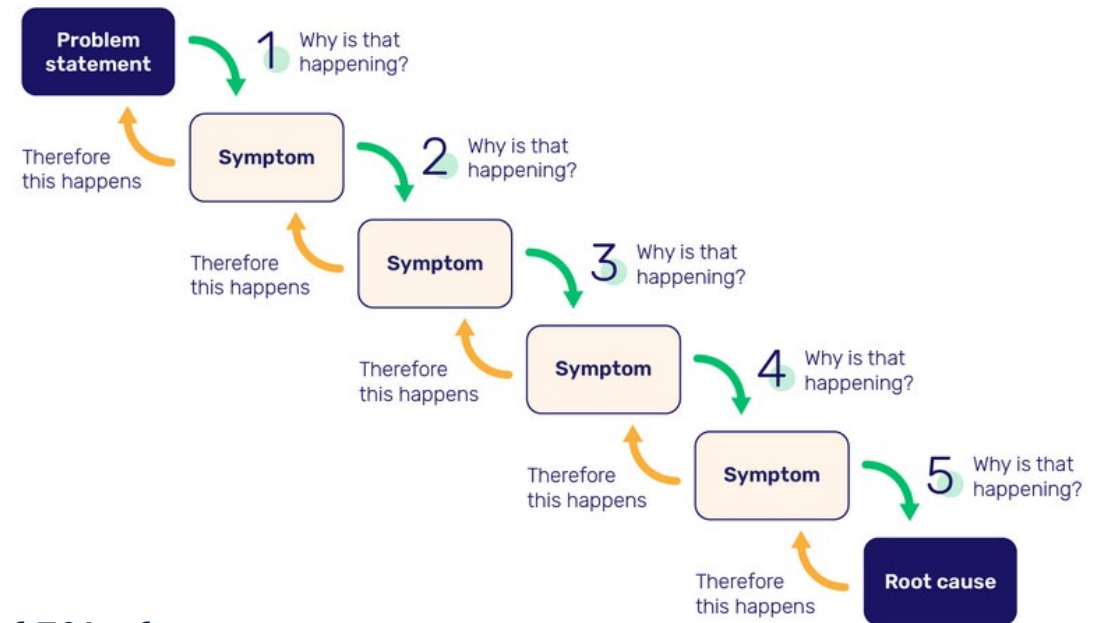 Problem
statement
1
Why is that
happening?
Therefore
this happens
Symptom
2
Why is that
happening?
Therefore
this happens
Symptom
3
Why is that
happening?
Therefore
this happens
Symptom
4
Why is that
happening?
Therefore
this happens
Symptom
5
Why is that
happening?
Therefore
this happens
Root cause